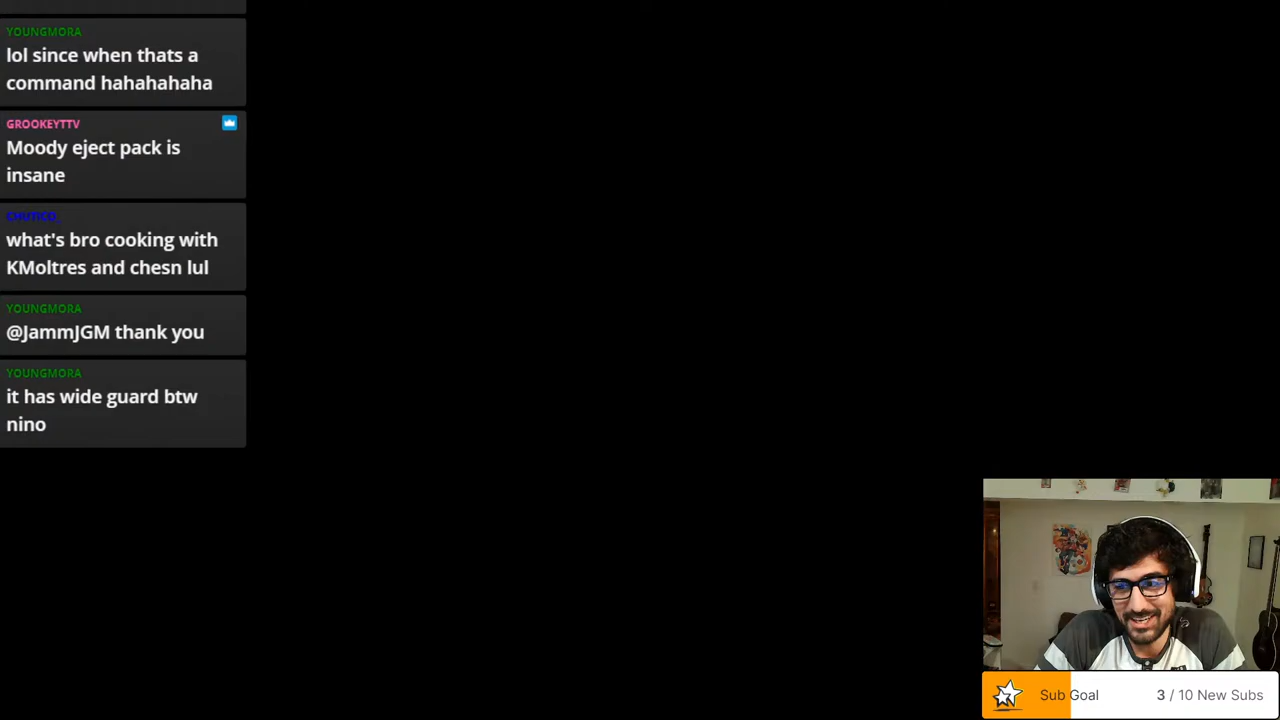 YOUNGMORA
lol since when thats a
command hahahahaha
GROOKEYTTV
Moody eject pack is
insane
CHUTICO_
what's bro cooking with
KMoltres and chesn lul
YOUNGMORA
@JammJGM thank you
YOUNGMORA
it has wide guard btw
nino
Sub Goal 3 / 10 New Subs